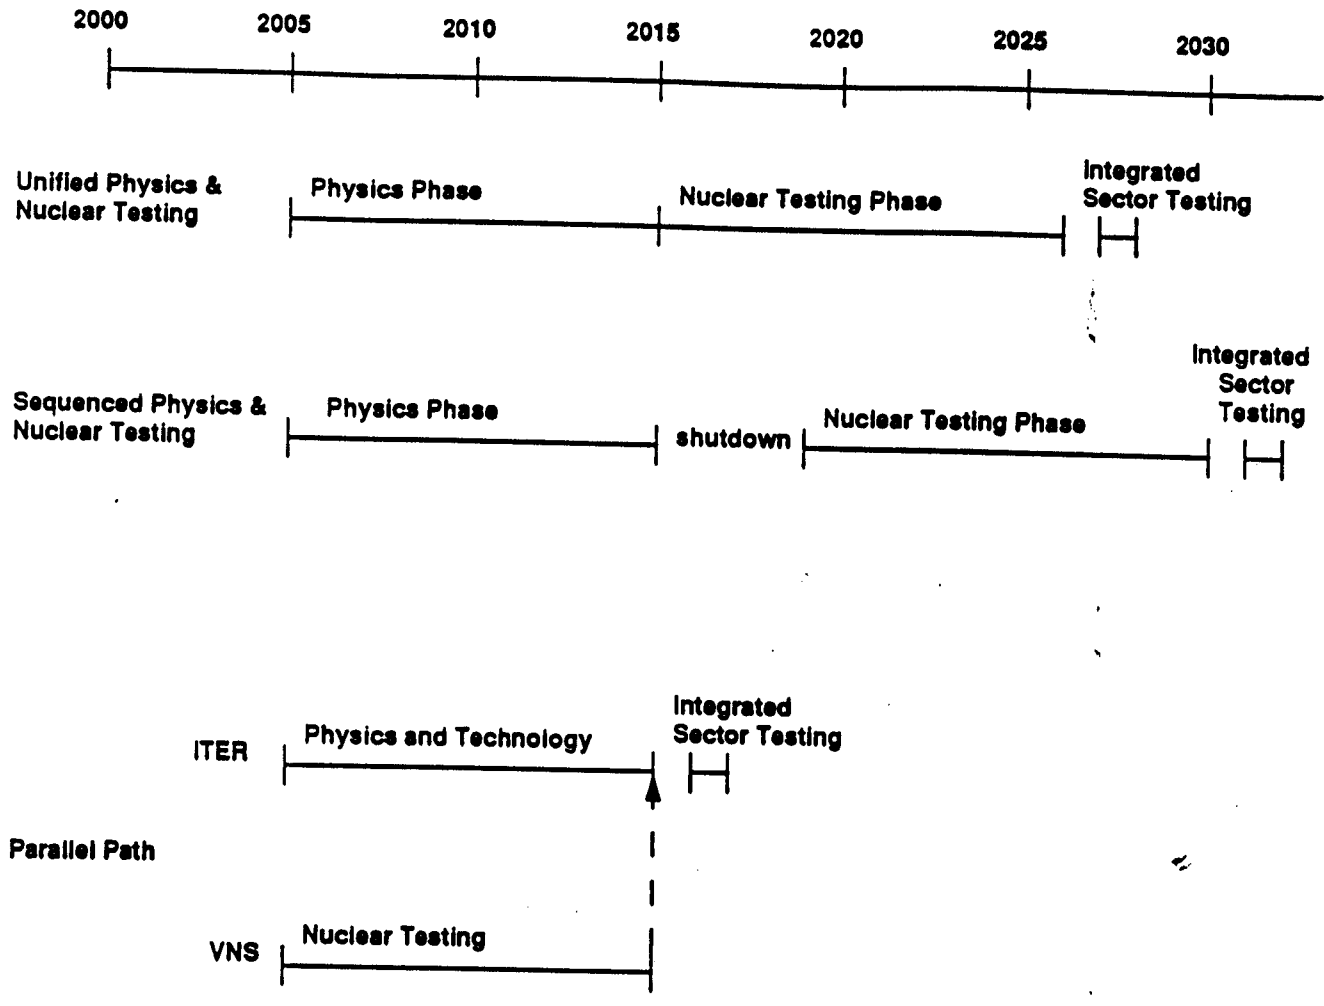 2000 2005 2010 2015 2020 2025 2030
Unified Physics &
Nuclear Testing
Physics Phase
Nuclear Testing Phase
Integrated
Sector Testing
Sequenced Physics &
Nuclear Testing
Physics Phase
shutdown
Nuclear Testing Phase
Integrated
Sector
Testing
ITER
Physics and Technology
Integrated
Sector Testing
Parallel Path
VNS
Nuclear Testing